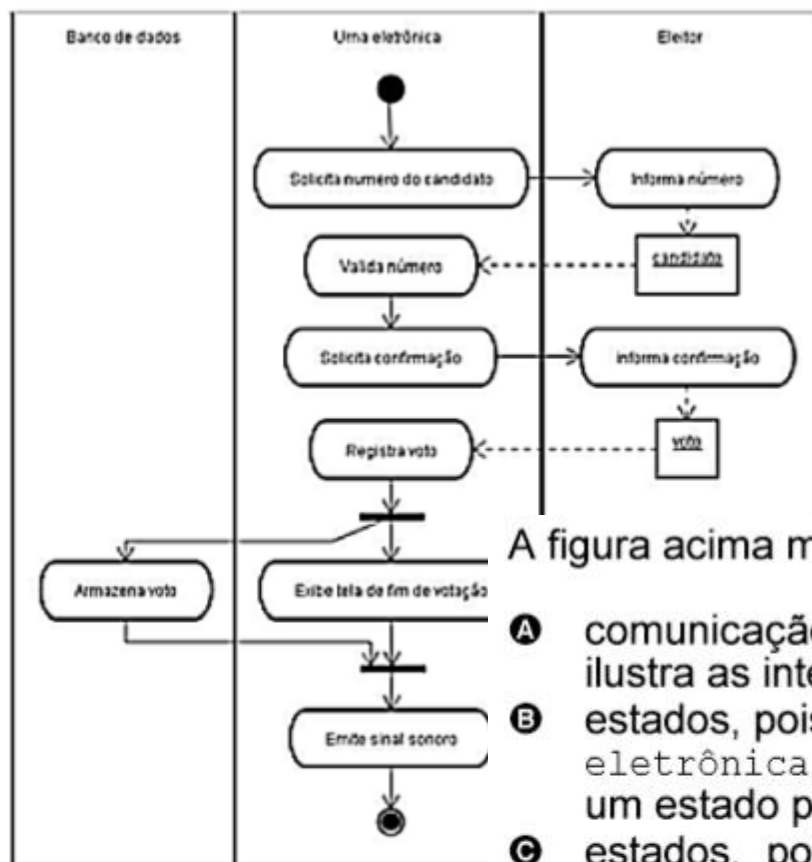 Banco de dados
Urna eletrônica
Eleitor
Solicita numero do candidato
Informa número
candidato
Valida número
Solicita confirmação
Informa confirmação
voto
Registra voto
Armazena voto
Exibe tela de fim de votação
Emite sinal sonoro
A figura acima m
A comunicação
ilustra as inte
B estados, pois
eletrônica
um estado p
C estados, po